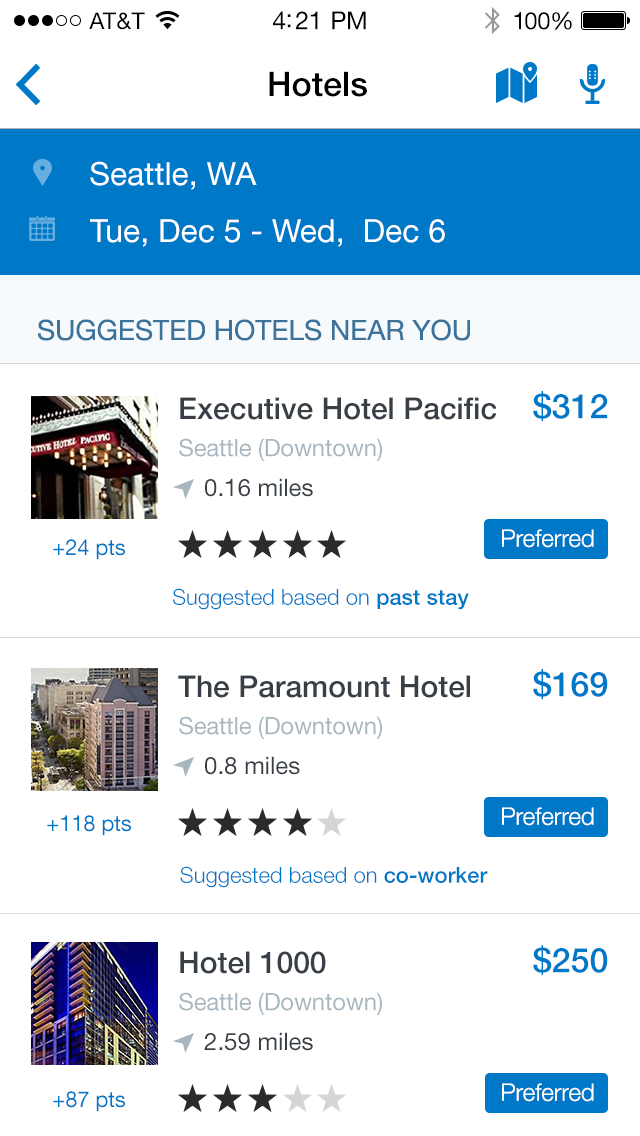 AT&T 4:21 PM 100%
Hotels
Seattle, WA
Tue, Dec 5 - Wed, Dec 6
SUGGESTED HOTELS NEAR YOU
Executive Hotel Pacific $312
Seattle (Downtown)
0.16 miles
UTIVE HOTEL PACIFIC
+24 pts Preferred
Suggested based on past stay
The Paramount Hotel $169
Seattle (Downtown)
0.8 miles
+118 pts Preferred
Suggested based on co-worker
Hotel 1000 $250
Seattle (Downtown)
2.59 miles
+87 pts Preferred